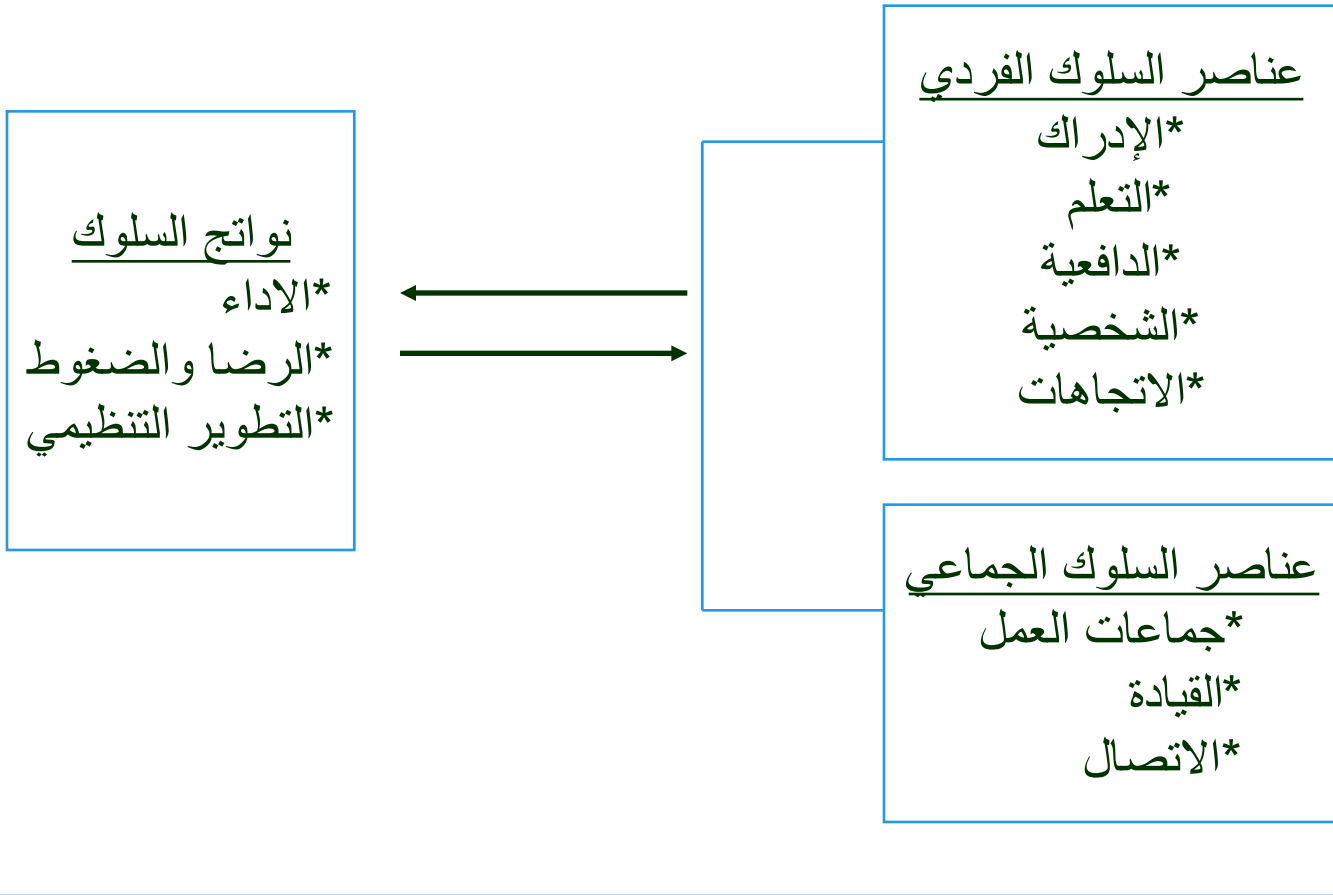 عناصر السلوك الفردي
*الإدراك
*التعلم
*الدافعية
*الشخصية
*الاتجاهات
عناصر السلوك الجماعي
*جماعات العمل
*القيادة
*الاتصال
نواتج السلوك
*الاداء
*الرضا والضغوط
*التطوير التنظيمي